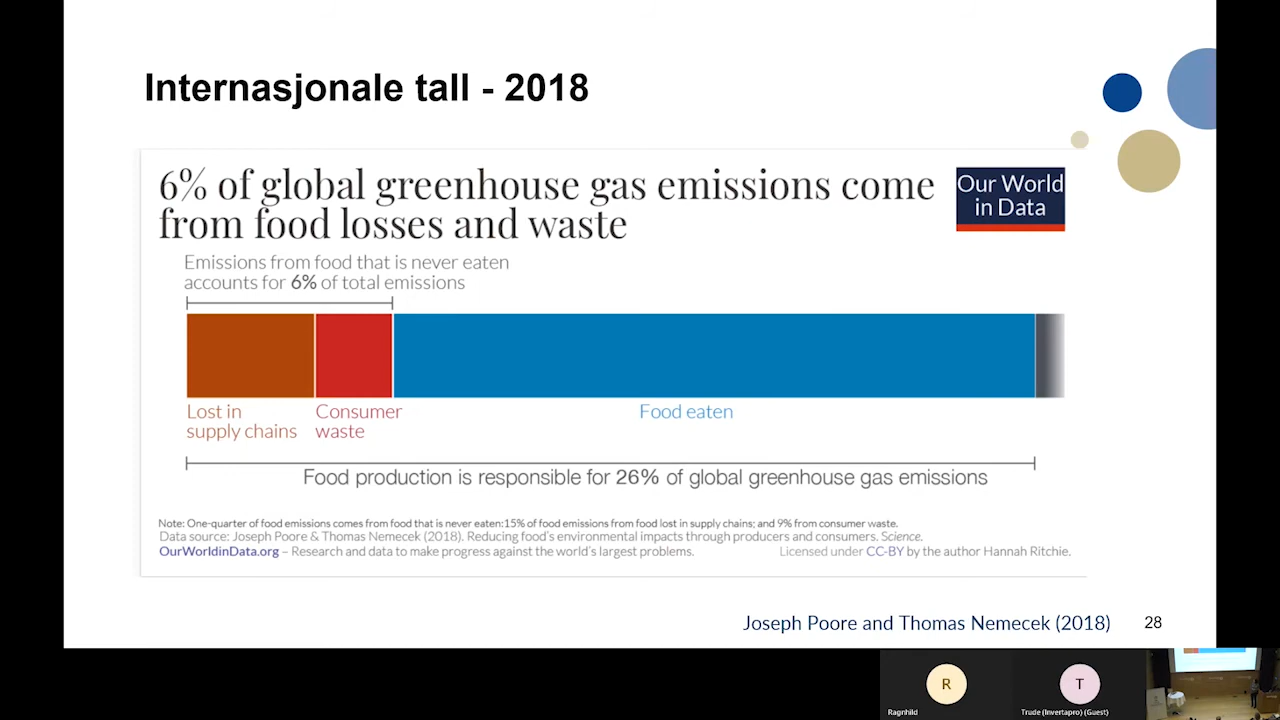 Internasjonale tall - 2018
6% of global greenhouse gas emissions come
from food losses and waste
Our World
in Data
Emissions from food that is never eaten
accounts for 6% of total emissions
Lost in
supply chains
Consumer
waste
Food eaten
Food production is responsible for 26% of global greenhouse gas emissions
Note: One-quarter of food emissions comes from food that is never eaten:15% of food emissions from food lost in supply chains; and 9% from consumer waste.
Data source: Joseph Poore & Thomas Nemecek (2018). Reducing food's environmental impacts through producers and consumers. Science.
OurWorldinData.org – Research and data to make progress against the world's largest problems.
Licensed under CC-BY by the author Hannah Ritchie.
Joseph Poore and Thomas Nemecek (2018)
28
R
T
Ragnhild
Trude (Invertapro) (Guest)